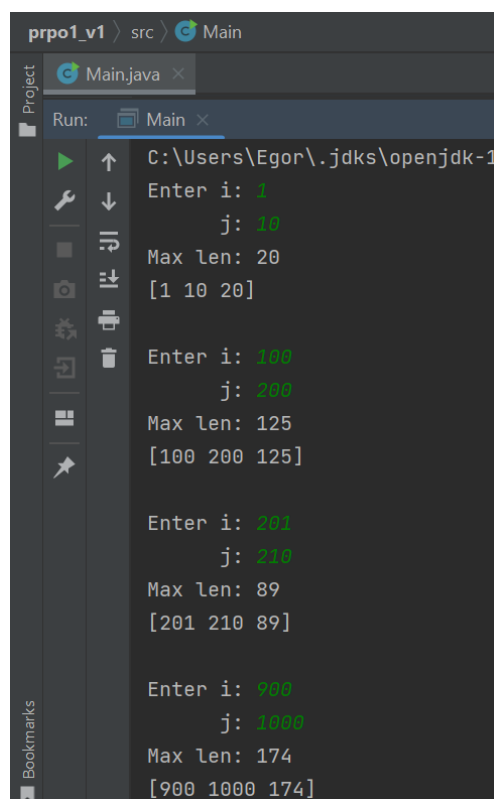 prpo1_v1 〉 src 〉 Main
Project
Main.java
Run: Main
C:\Users\Egor\.jdks\openjdk-1
Enter i: 1
j: 10
Max len: 20
[1 10 20]
Enter i: 100
j: 200
Max len: 125
[100 200 125]
Enter i: 201
j: 210
Max len: 89
[201 210 89]
Enter i: 900
j: 1000
Max len: 174
[900 1000 174]
Bookmarks